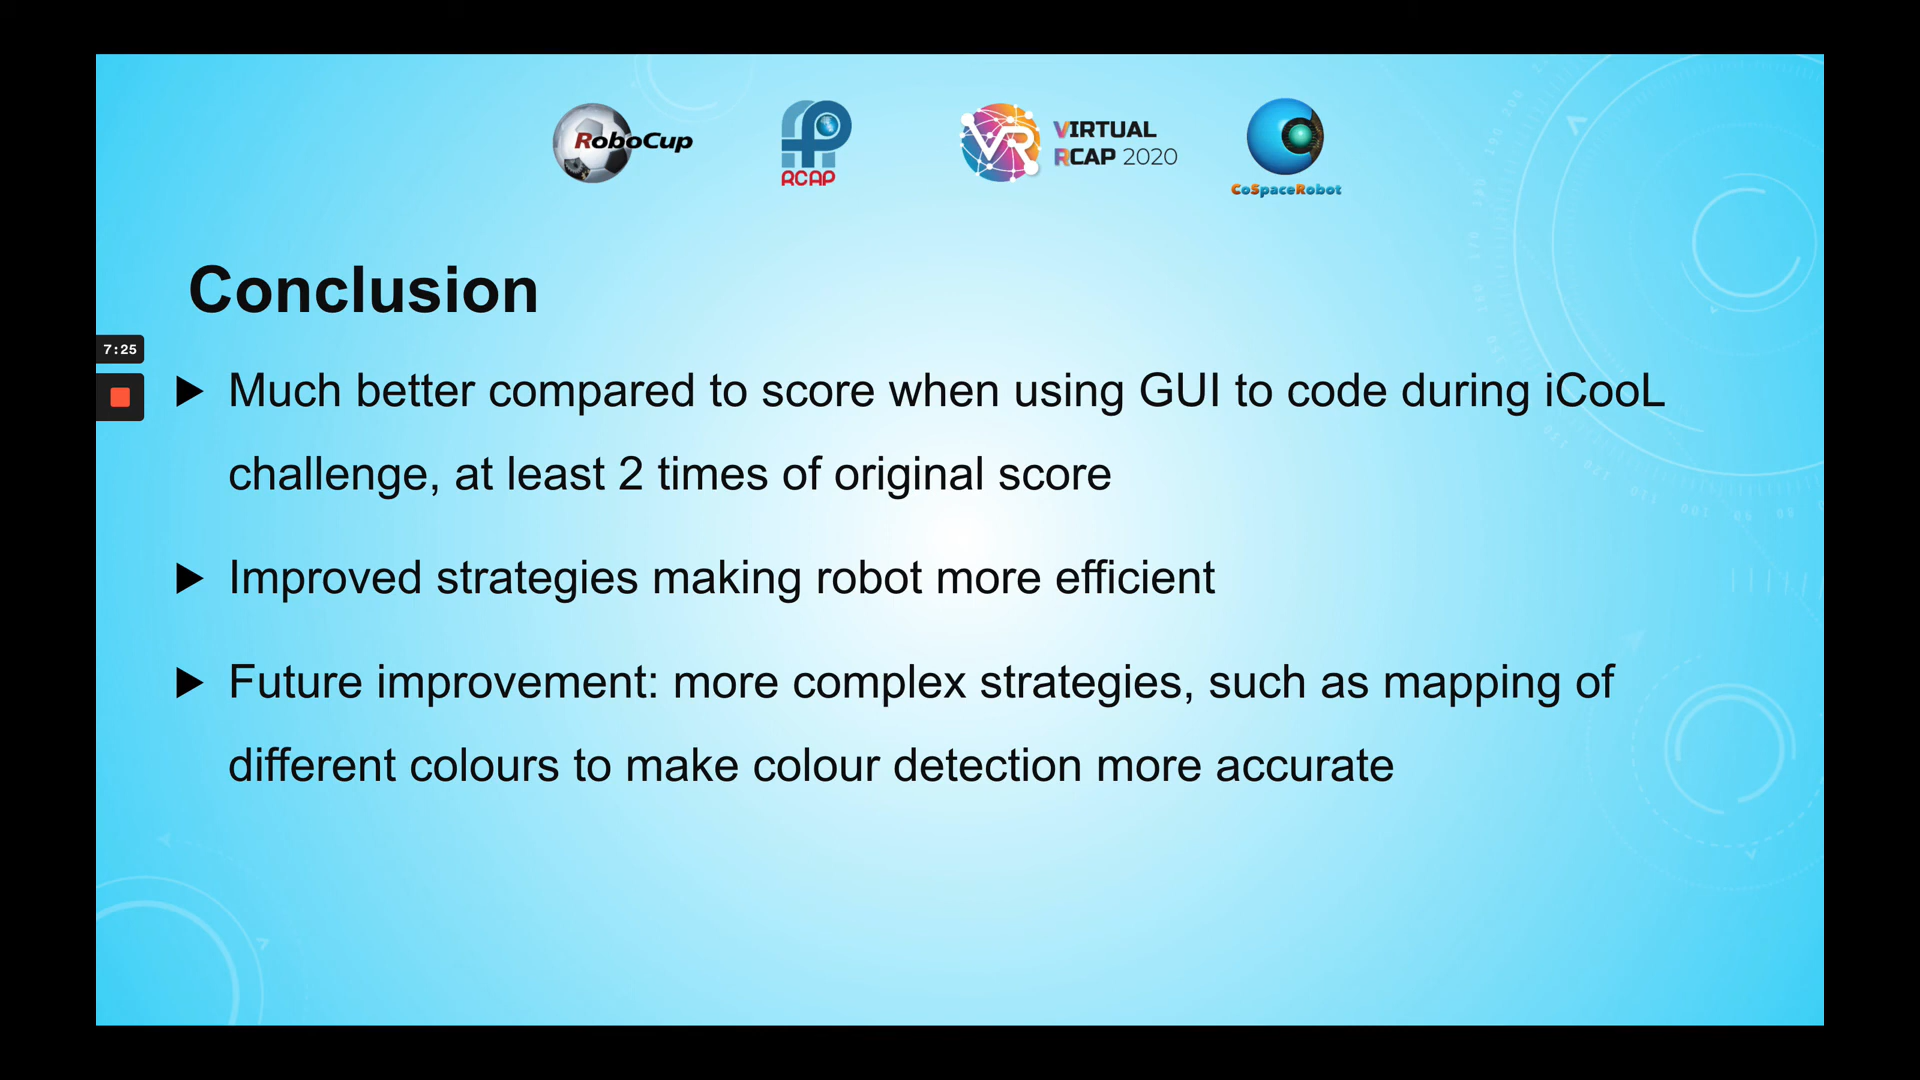 RoboCup
RCAP
VR
VIRTUAL
RCAP 2020
CoSpaceRobot
Conclusion
7:25
▶ Much better compared to score when using GUI to code during iCooL
challenge, at least 2 times of original score
▶ Improved strategies making robot more efficient
▶ Future improvement: more complex strategies, such as mapping of
different colours to make colour detection more accurate